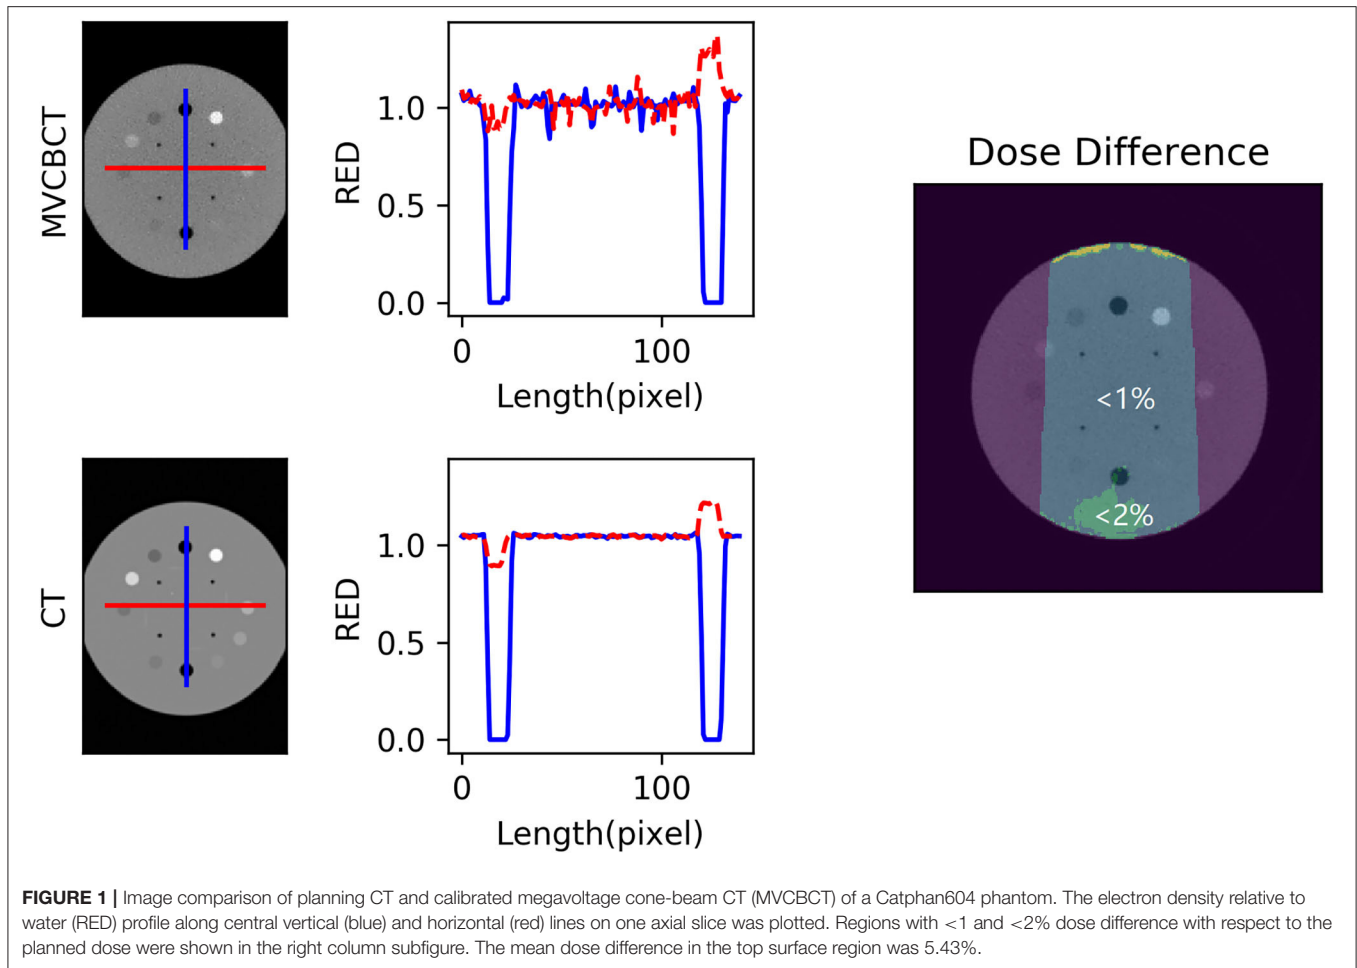 MVCBCT
RED
1.0
0.5
0.0
0
100
Length(pixel)
CT
RED
1.0
0.5
0.0
0
100
Length(pixel)
Dose Difference
<1%
<2%
FIGURE 1 | Image comparison of planning CT and calibrated megavoltage cone-beam CT (MVCBCT) of a Catphan604 phantom. The electron density relative to
water (RED) profile along central vertical (blue) and horizontal (red) lines on one axial slice was plotted. Regions with <1 and <2% dose difference with respect to the
planned dose were shown in the right column subfigure. The mean dose difference in the top surface region was 5.43%.